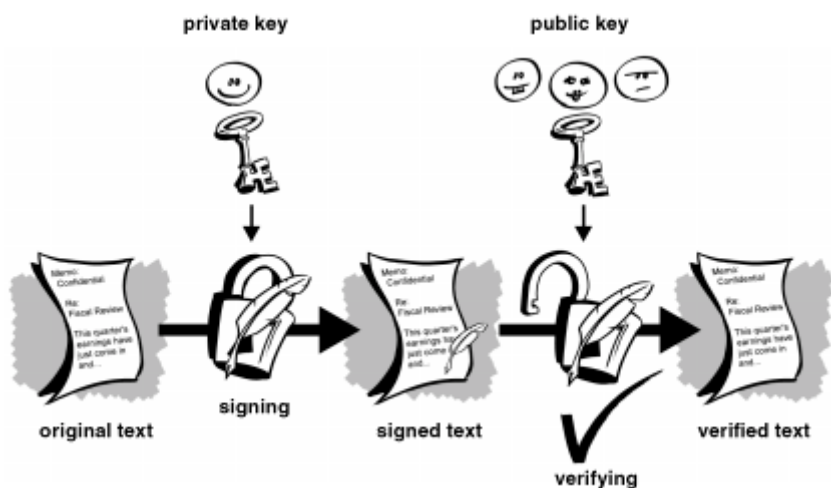 private key
public key
Memo:
Confidential
Re:
Fiscal Review
This quarter's
earnings have
just come in
and...
Memo:
Confidential
Re:
Fiscal Review
This quarter's
earnings
just come
and...
Memo:
Confidential
Re:
Fiscal Review
This quarter's
earnings have
just come in
and...
signing
original text
signed text
verified text
verifying